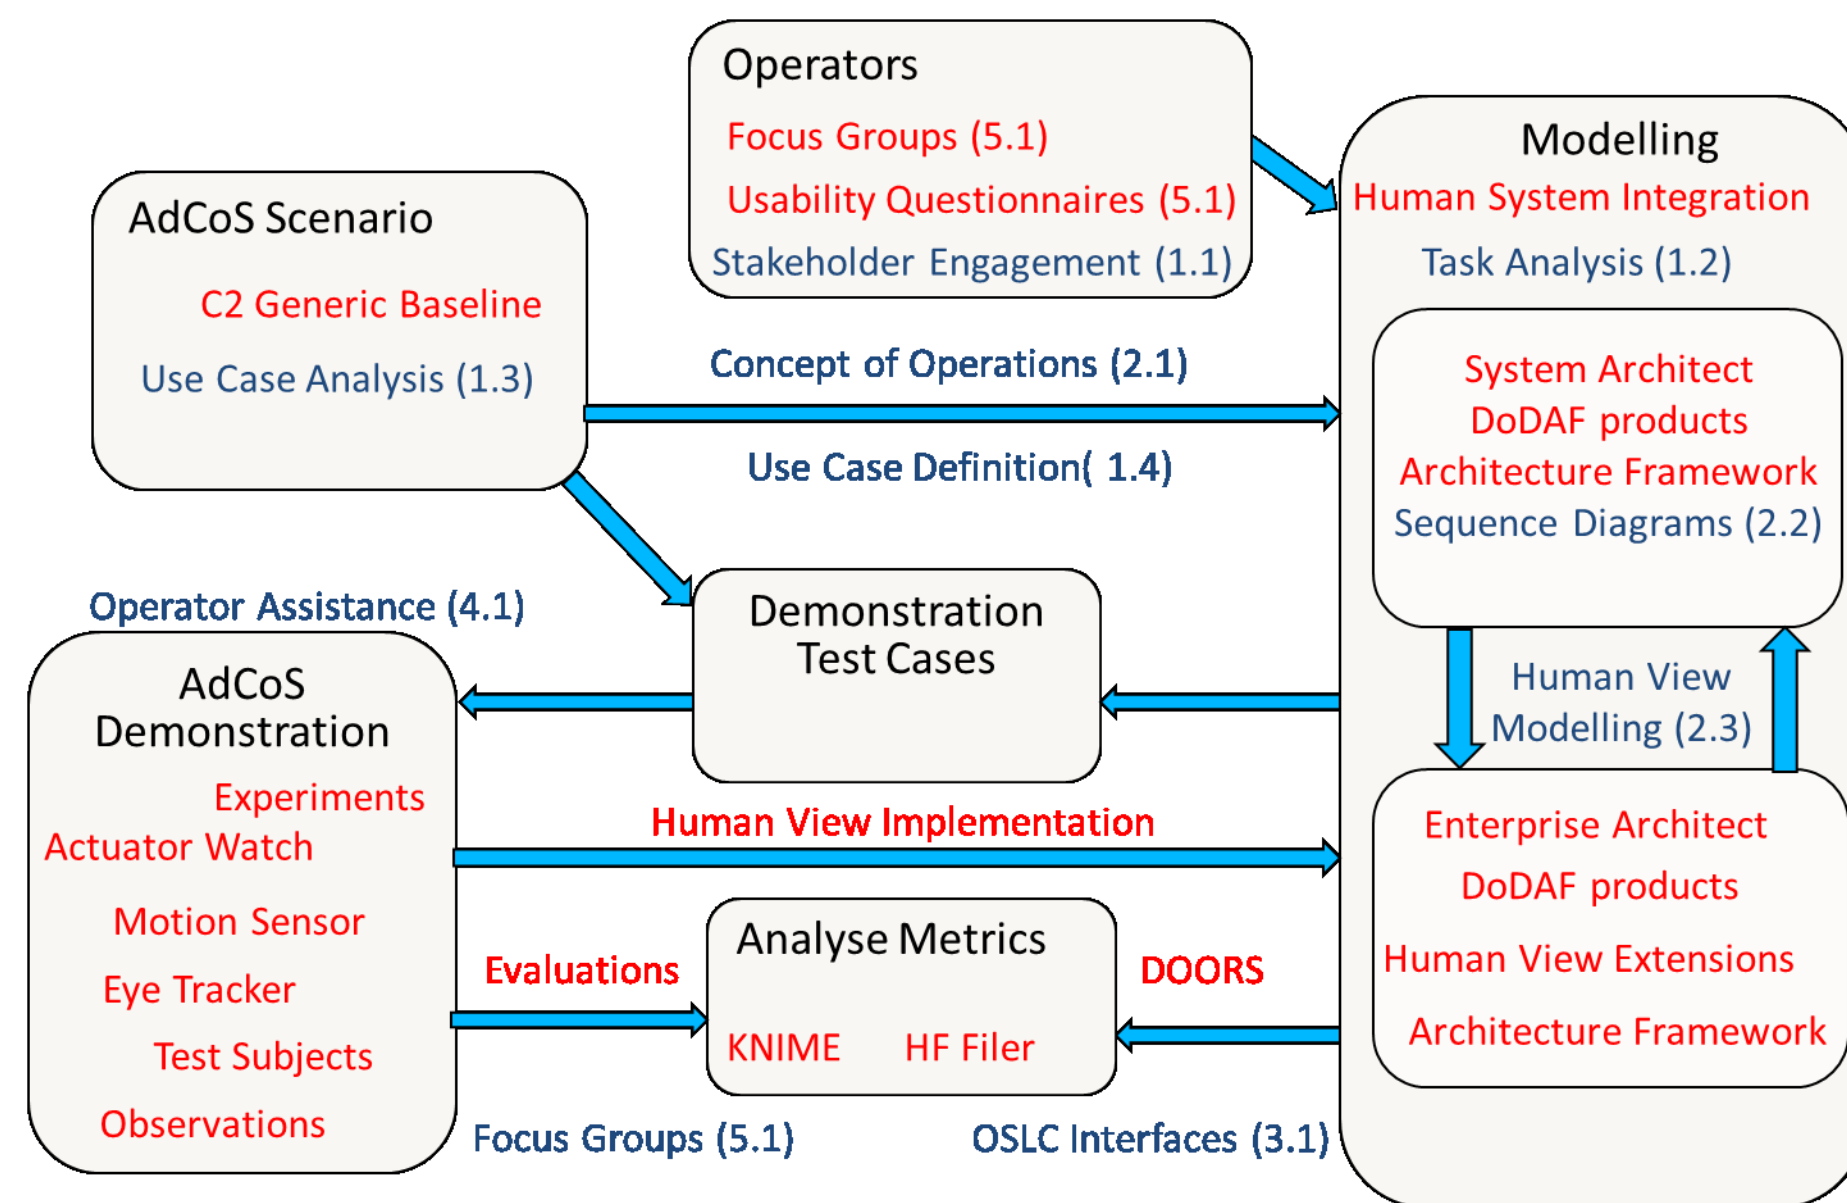 Operators
Focus Groups (5.1)
Usability Questionnaires (5.1)
Stakeholder Engagement (1.1)
Modelling
Human System Integration
Task Analysis (1.2)
System Architect
DoDAF products
Architecture Framework
Sequence Diagrams (2.2)
Human View
Modelling (2.3)
Enterprise Architect
DoDAF products
Human View Extensions
Architecture Framework
AdCoS Scenario
C2 Generic Baseline
Use Case Analysis (1.3)
Concept of Operations (2.1)
Use Case Definition( 1.4)
Demonstration
Test Cases
Operator Assistance (4.1)
AdCoS
Demonstration
Experiments
Actuator Watch
Motion Sensor
Eye Tracker
Test Subjects
Observations
Human View Implementation
Evaluations
Analyse Metrics
KNIME HF Filer
DOORS
Focus Groups (5.1)
OSLC Interfaces (3.1)